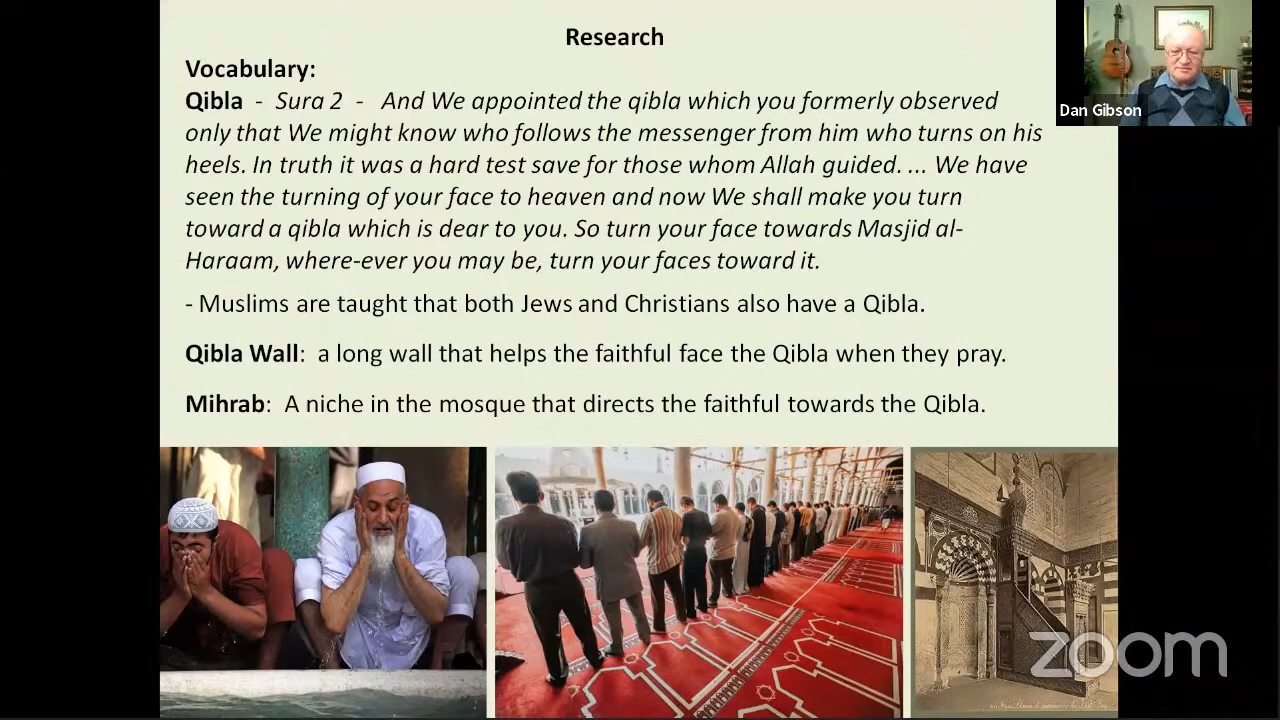 Research
Vocabulary:
Qibla - Sura 2 - And We appointed the qibla which you formerly observed
only that We might know who follows the messenger from him who turns on his
heels. In truth it was a hard test save for those whom Allah guided. ... We have
seen the turning of your face to heaven and now We shall make you turn
toward a qibla which is dear to you. So turn your face towards Masjid al-
Haraam, where-ever you may be, turn your faces toward it.
- Muslims are taught that both Jews and Christians also have a Qibla.
Qibla Wall: a long wall that helps the faithful face the Qibla when they pray.
Mihrab: A niche in the mosque that directs the faithful towards the Qibla.
Dan Gibson
zoom